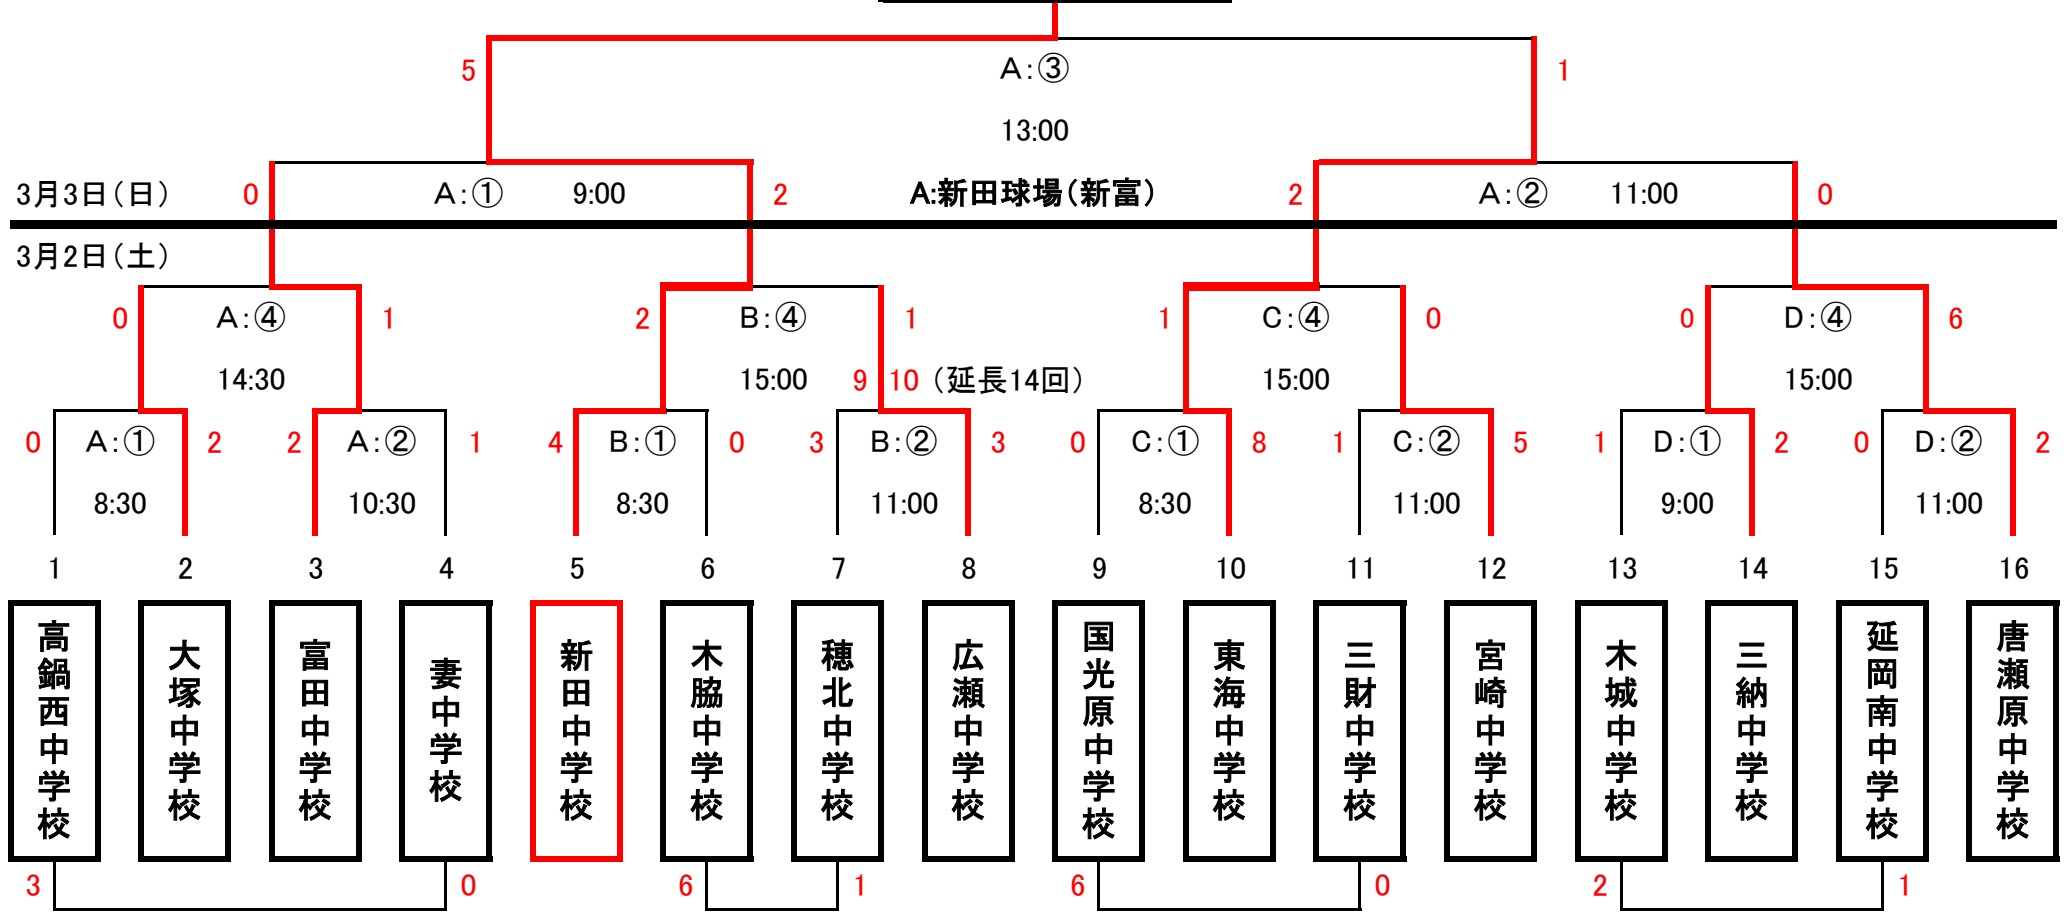 5 A:③ 1
13:00
3月3日(日) 0 A:① 9:00 2 A:新田球場(新富) 2 A:② 11:00 0
3月2日(土)
0 A:④ 1 2 B:④ 1 1 C:④ 0 0 D:④ 6
14:30 15:00 9 10 (延長14回) 15:00 15:00
0 A:① 2 2 A:② 1 4 B:① 0 3 B:② 3 0 C:① 8 1 C:② 5 1 D:① 2 0 D:② 2
8:30 10:30 8:30 11:00 8:30 11:00 9:00 11:00
1 2 3 4 5 6 7 8 9 10 11 12 13 14 15 16
高鍋西中学校
大塚中学校
富田中学校
妻中学校
新田中学校
木脇中学校
穂北中学校
広瀬中学校
国光原中学校
東海中学校
三財中学校
宮崎中学校
木城中学校
三納中学校
延岡南中学校
唐瀬原中学校
3 0 6 1 6 0 2 1